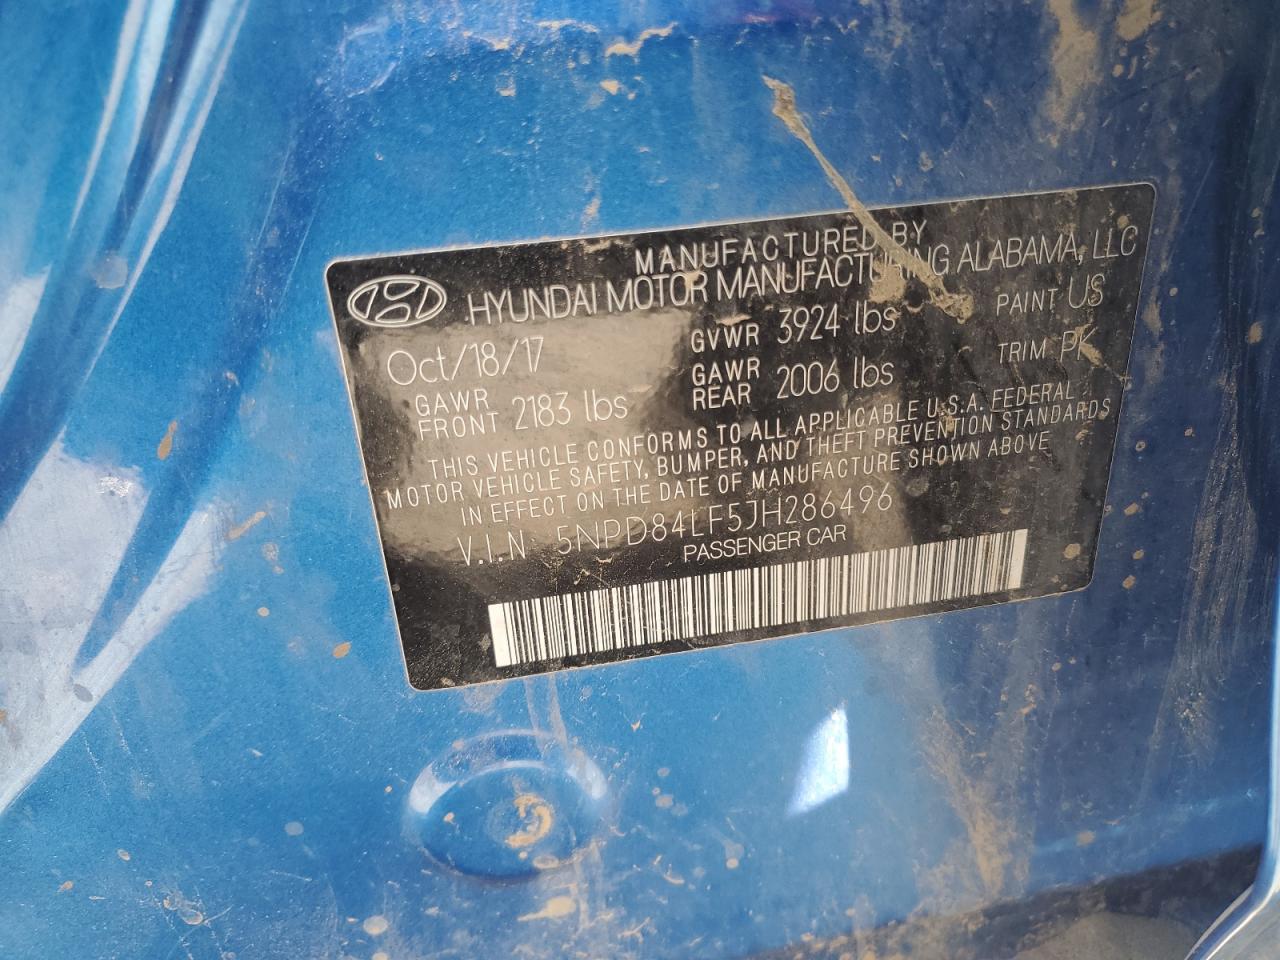 MANUFACTURED BY
HYUNDAI MOTOR MANUFACTURING ALABAMA, LLC
Oct/18/17 GVWR 3924 lbs PAINT US
GAWR FRONT 2183 lbs GAWR REAR 2006 lbs TRIM PK
THIS VEHICLE CONFORMS TO ALL APPLICABLE U.S.A. FEDERAL
MOTOR VEHICLE SAFETY, BUMPER, AND THEFT PREVENTION STANDARDS
IN EFFECT ON THE DATE OF MANUFACTURE SHOWN ABOVE
V.I.N 5NPD84LF5JH286496
PASSENGER CAR